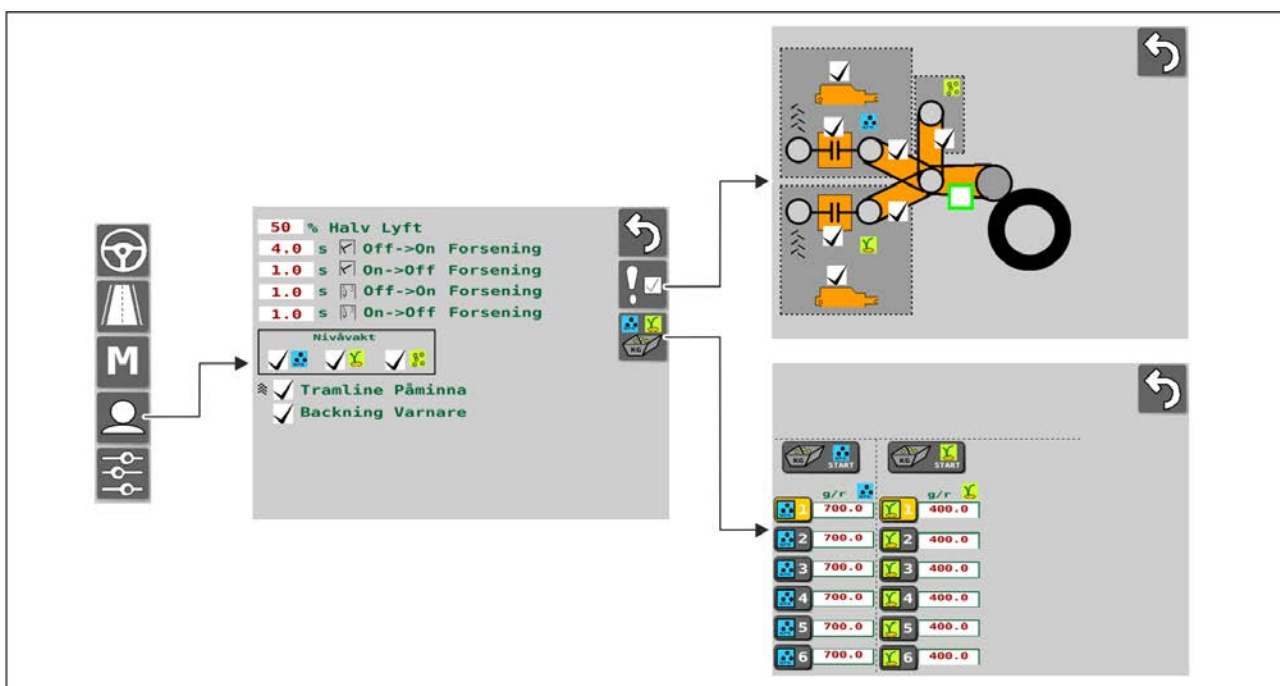 M
50 % Halv Lyft
4.0 s Off->On Forsening
1.0 s On->Off Forsening
1.0 s Off->On Forsening
1.0 s On->Off Forsening
Nivåvakt
Tramline Påminna
Backning Varnare
KG
KG START
KG START
g/r
g/r
1 700.0
1 400.0
2 700.0
2 400.0
3 700.0
3 400.0
4 700.0
4 400.0
5 700.0
5 400.0
6 700.0
6 400.0